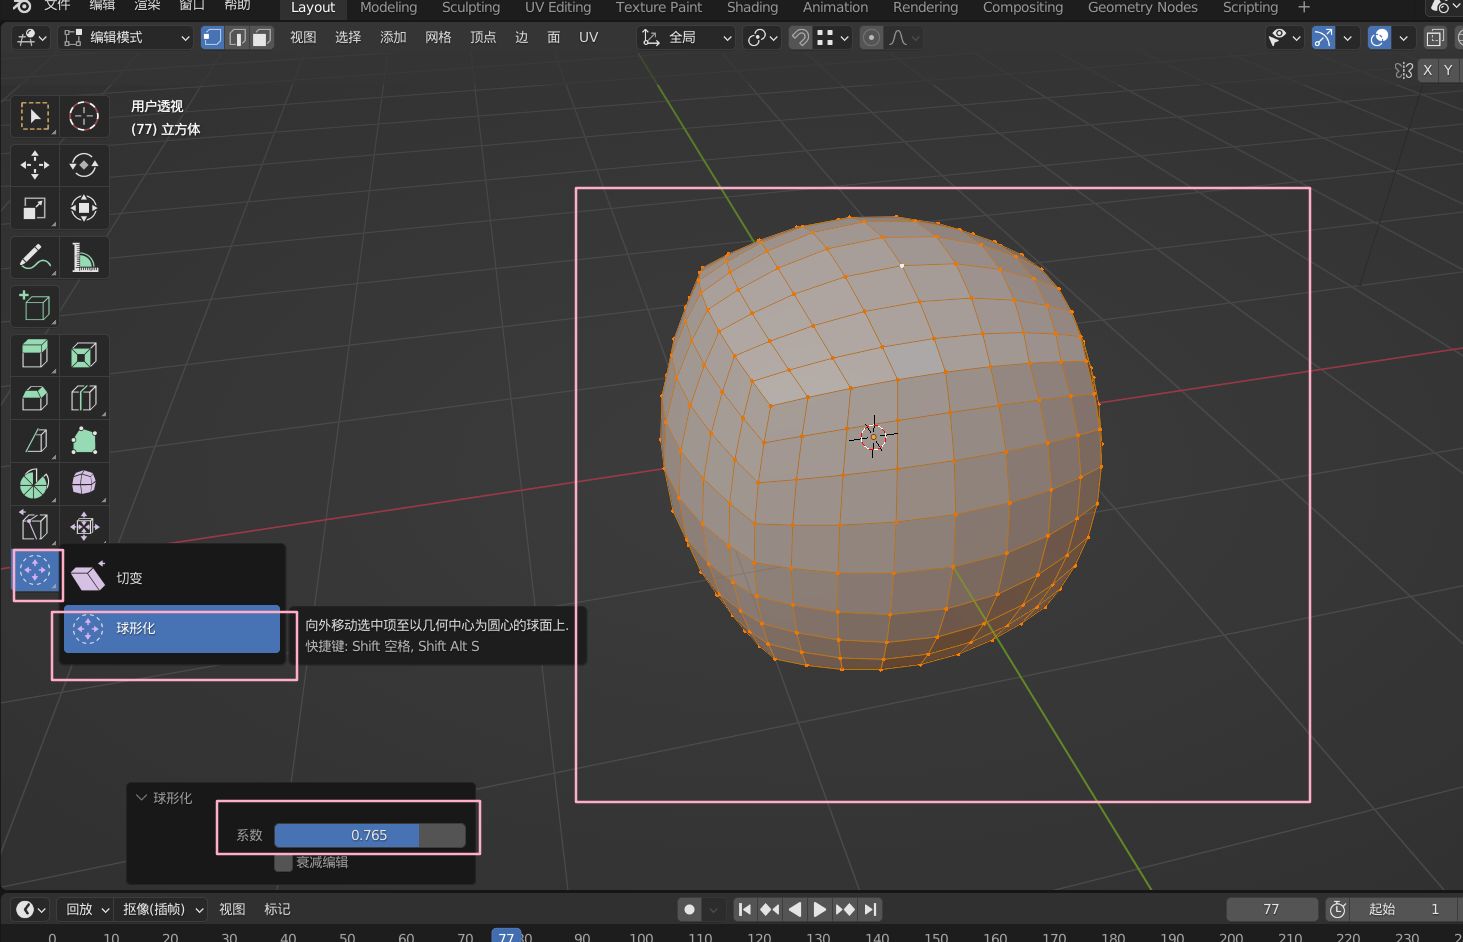 文件 编辑 渲染 窗口 帮助 Layout Modeling Sculpting UV Editing Texture Paint Shading Animation Rendering Compositing Geometry Nodes Scripting +
编辑模式 视图 选择 添加 网格 顶点 边 面 UV 全局
X Y
用户透视
(77) 立方体
切变
球形化
向外移动选中项至以几何中心为圆心的球面上.
快捷键: Shift 空格, Shift Alt S
球形化
系数 0.765
衰减编辑
回放 抠像(插帧) 视图 标记 77 起始 1
0 10 20 30 40 50 60 70 77 80 90 100 110 120 130 140 150 160 170 180 190 200 210 220 230